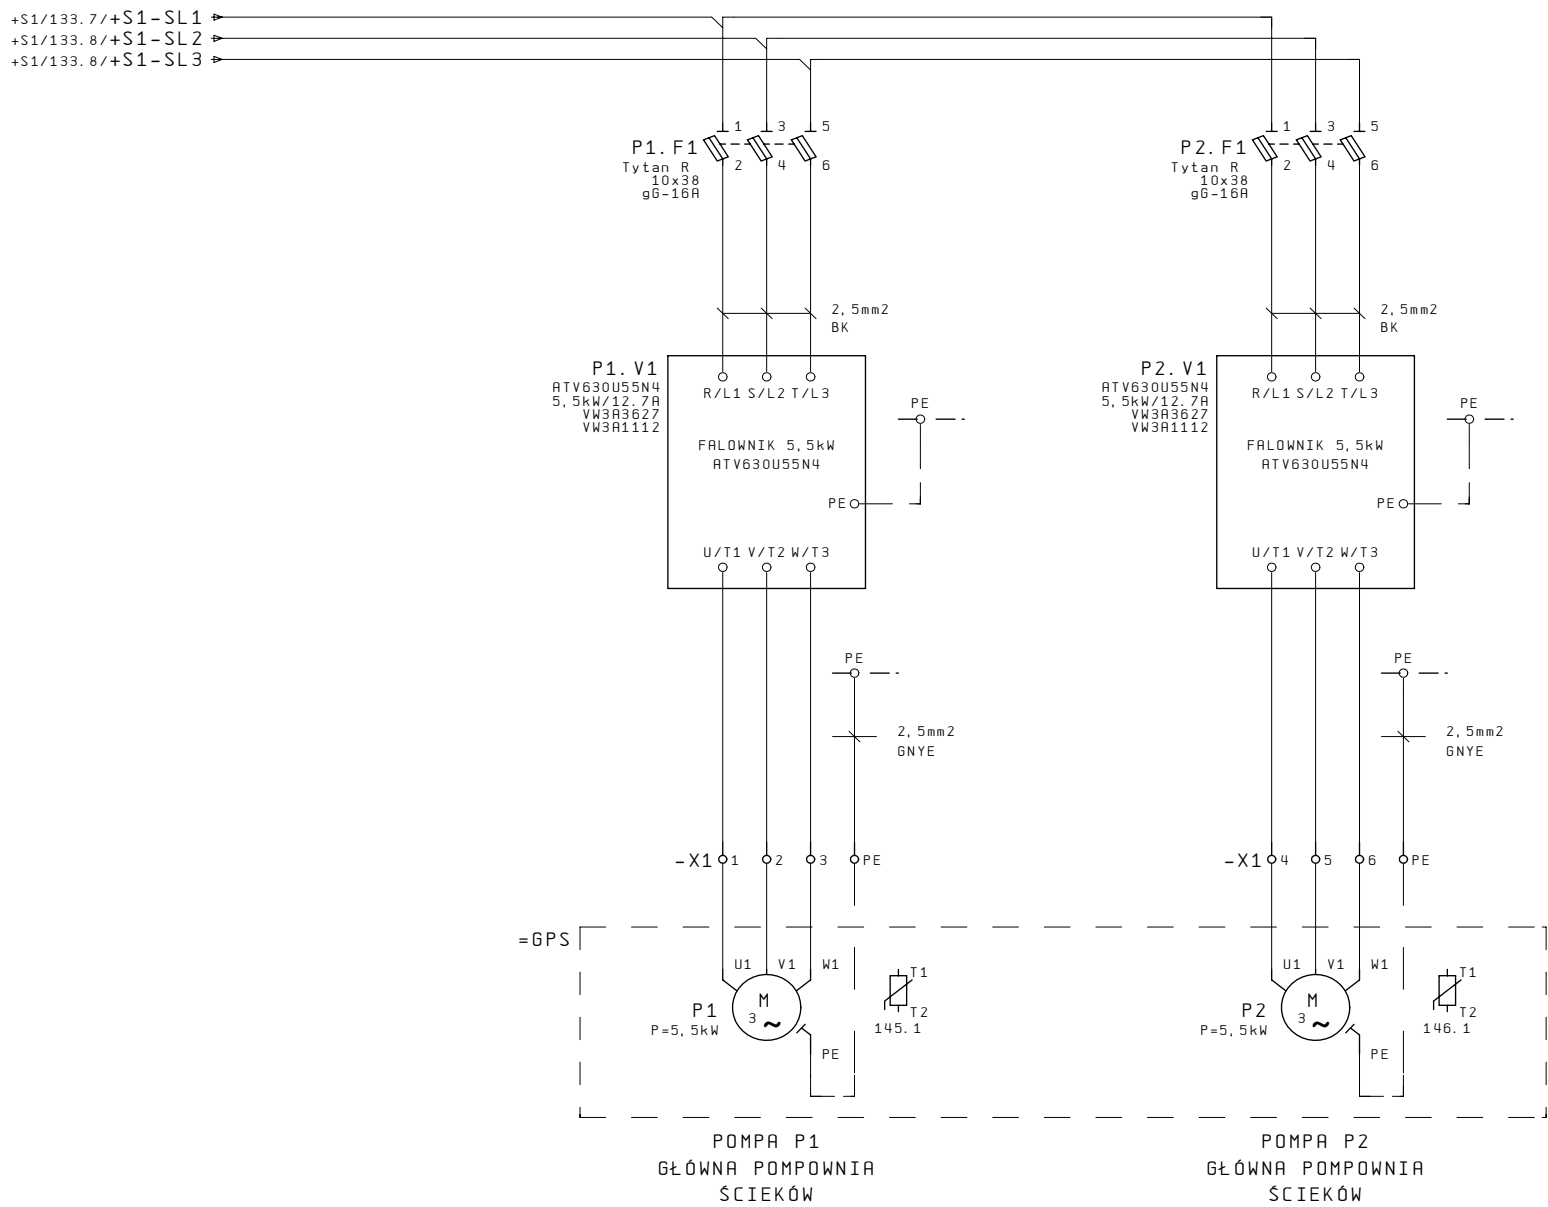 +S1/133.7/+S1-SL1
+S1/133.8/+S1-SL2
+S1/133.8/+S1-SL3
P1.F1
Tytan R
10x38
gG-16A
1 3 5
2 4 6
P2.F1
Tytan R
10x38
gG-16A
1 3 5
2 4 6
2,5mm2
BK
2,5mm2
BK
P1.V1
ATV630U55N4
5,5kW/12.7A
VW3A3627
VW3A1112
R/L1 S/L2 T/L3
FALOWNIK 5,5kW
ATV630U55N4
PE
U/T1 V/T2 W/T3
PE
P2.V1
ATV630U55N4
5,5kW/12.7A
VW3A3627
VW3A1112
R/L1 S/L2 T/L3
FALOWNIK 5,5kW
ATV630U55N4
PE
U/T1 V/T2 W/T3
PE
PE
2,5mm2
GNYE
PE
2,5mm2
GNYE
-X1 1 2 3 PE
-X1 4 5 6 PE
=GPS
U1 V1 W1
P1
P=5,5kW
M
3 ~
PE
T1
T2
145.1
U1 V1 W1
P2
P=5,5kW
M
3 ~
PE
T1
T2
146.1
POMPA P1
GŁÓWNA POMPOWNIA
ŚCIEKÓW
POMPA P2
GŁÓWNA POMPOWNIA
ŚCIEKÓW